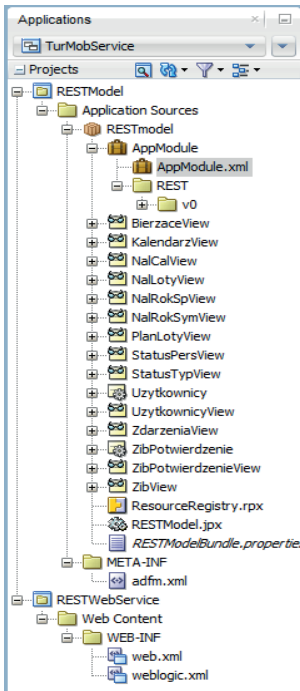 Applications
TurMobService
Projects
RESTModel
Application Sources
RESTmodel
AppModule
AppModule.xml
REST
v0
BierzaceView
KalendarzView
NalCalView
NalLotyView
NalRokSpView
NalRokSymView
PlanLotyView
StatusPersView
StatusTypView
Uzytkownicy
UzytkownicyView
ZdarzeniaView
ZibPotwierdzenie
ZibPotwierdzenieView
ZibView
ResourceRegistry.rpx
RESTModel.jpx
RESTModelBundle.propertie
META-INF
adfm.xml
RESTWebService
Web Content
WEB-INF
web.xml
weblogic.xml